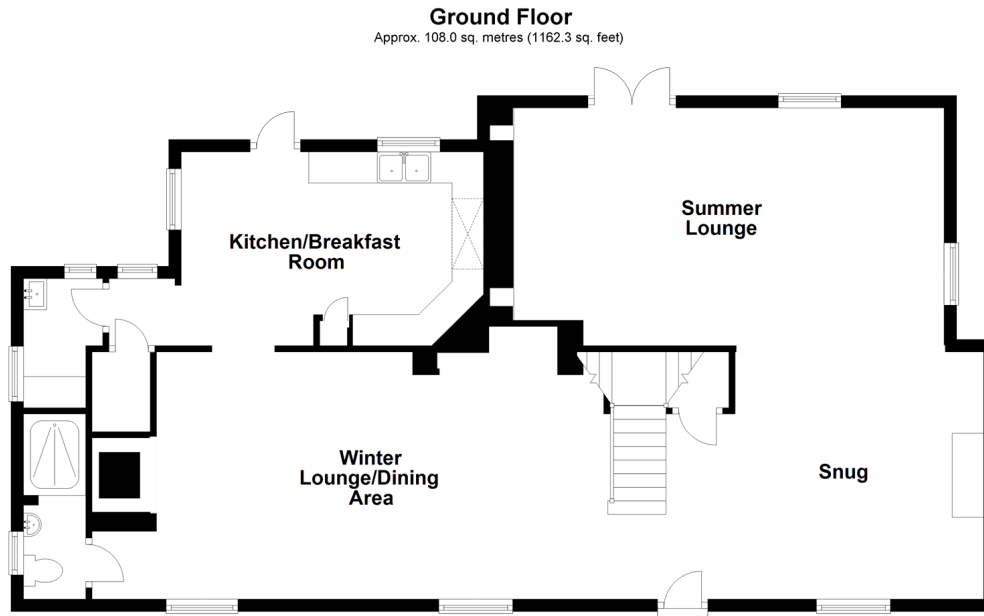 Ground Floor
Approx. 108.0 sq. metres (1162.3 sq. feet)
Summer
Lounge
Kitchen/Breakfast
Room
Winter
Lounge/Dining
Area
Snug